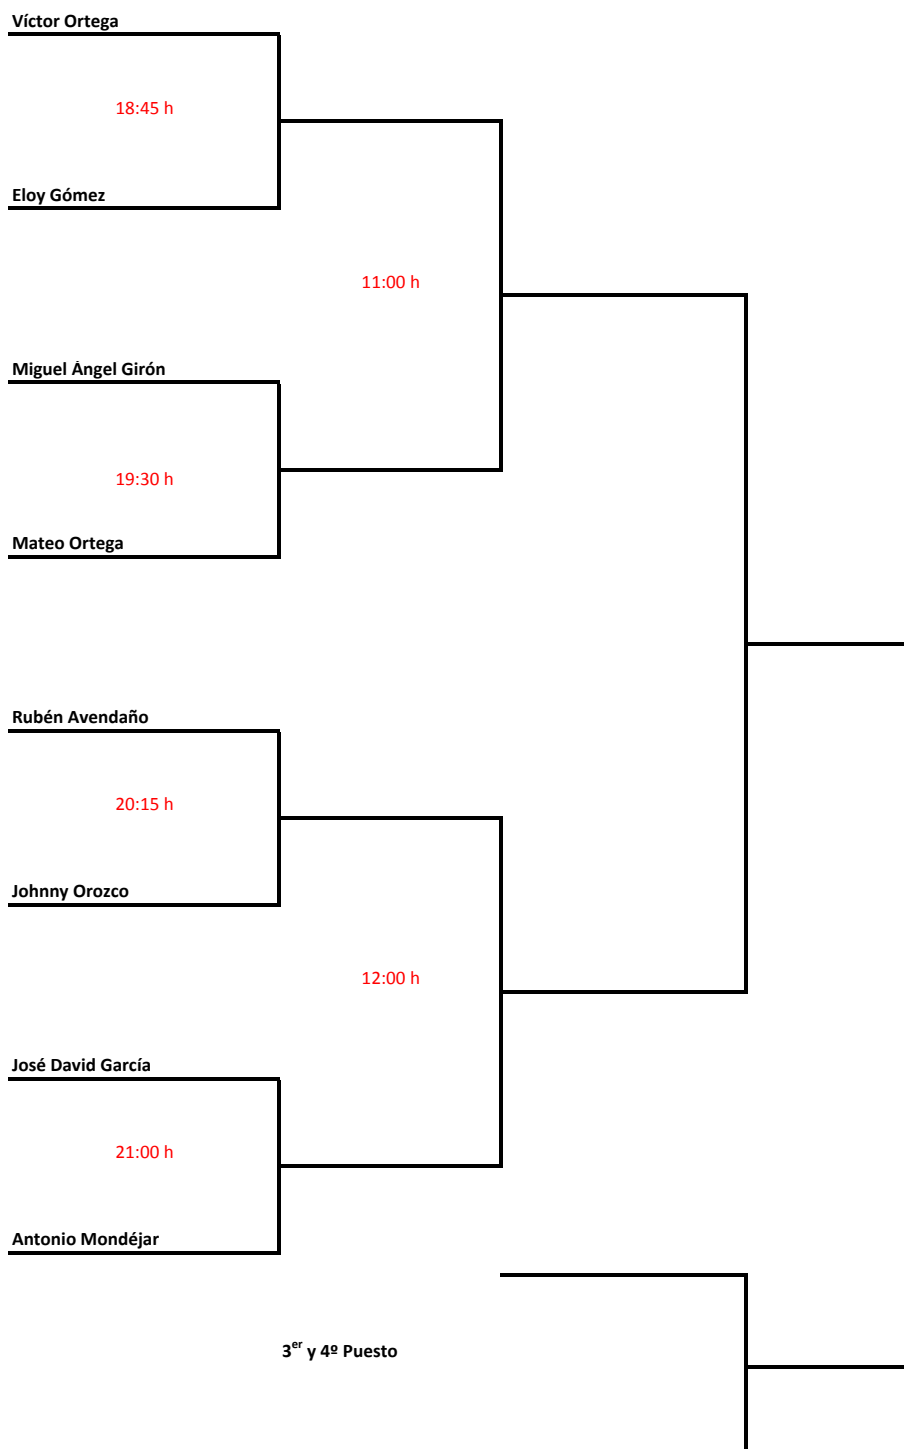 Víctor Ortega
18:45 h
Eloy Gómez
11:00 h
Miguel Ángel Girón
19:30 h
Mateo Ortega
Rubén Avendaño
20:15 h
Johnny Orozco
12:00 h
José David García
21:00 h
Antonio Mondéjar
3er y 4º Puesto